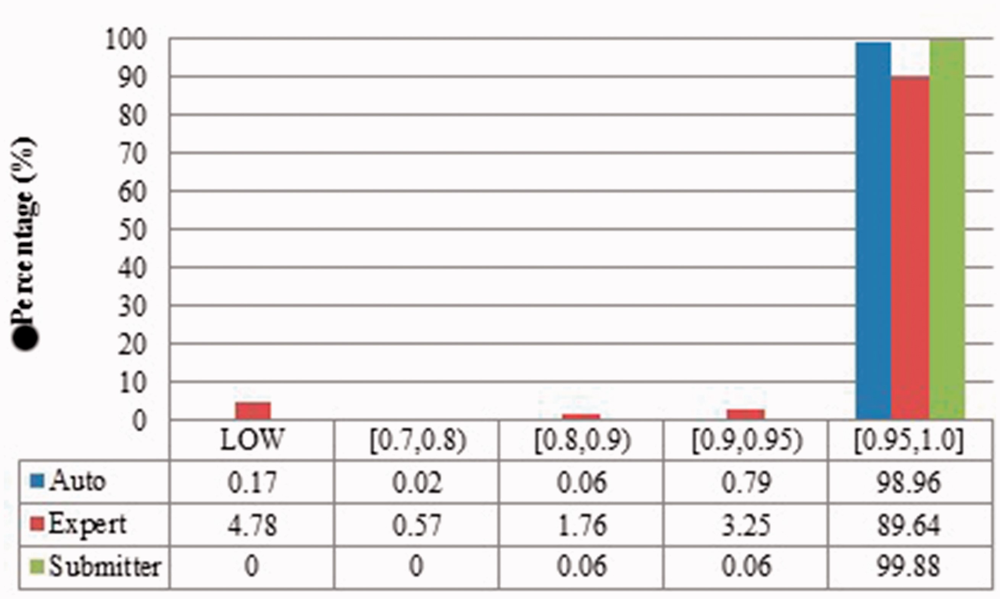 Percentage (%)
100
90
80
70
60
50
40
30
20
10
0
LOW [0.7,0.8) [0.8,0.9) [0.9,0.95) [0.95,1.0]
Auto 0.17 0.02 0.06 0.79 98.96
Expert 4.78 0.57 1.76 3.25 89.64
Submitter 0 0 0.06 0.06 99.88